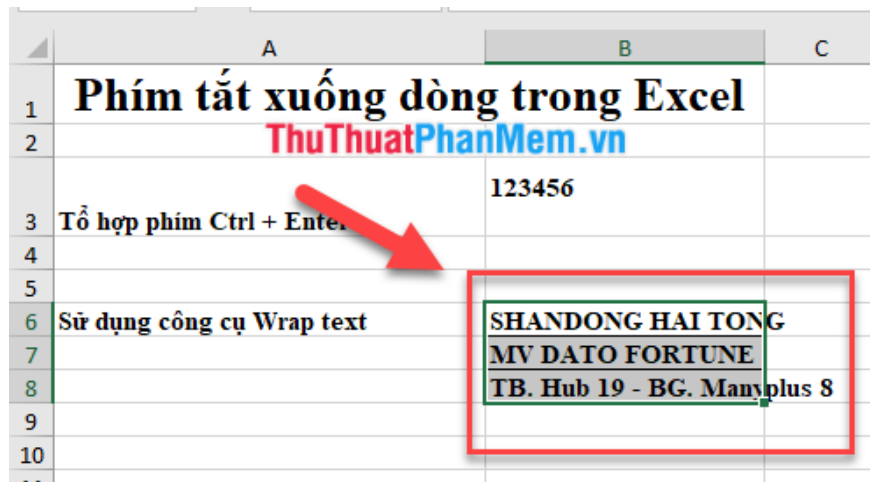 A B C
1 Phím tắt xuống dòng trong Excel
2
ThuThuatPhanMem.vn
123456
3 Tổ hợp phím Ctrl + Enter
4
5
6 Sử dụng công cụ Wrap text SHANDONG HAI TONG
7 MV DATO FORTUNE
8 TB. Hub 19 - BG. Manyplus 8
9
10